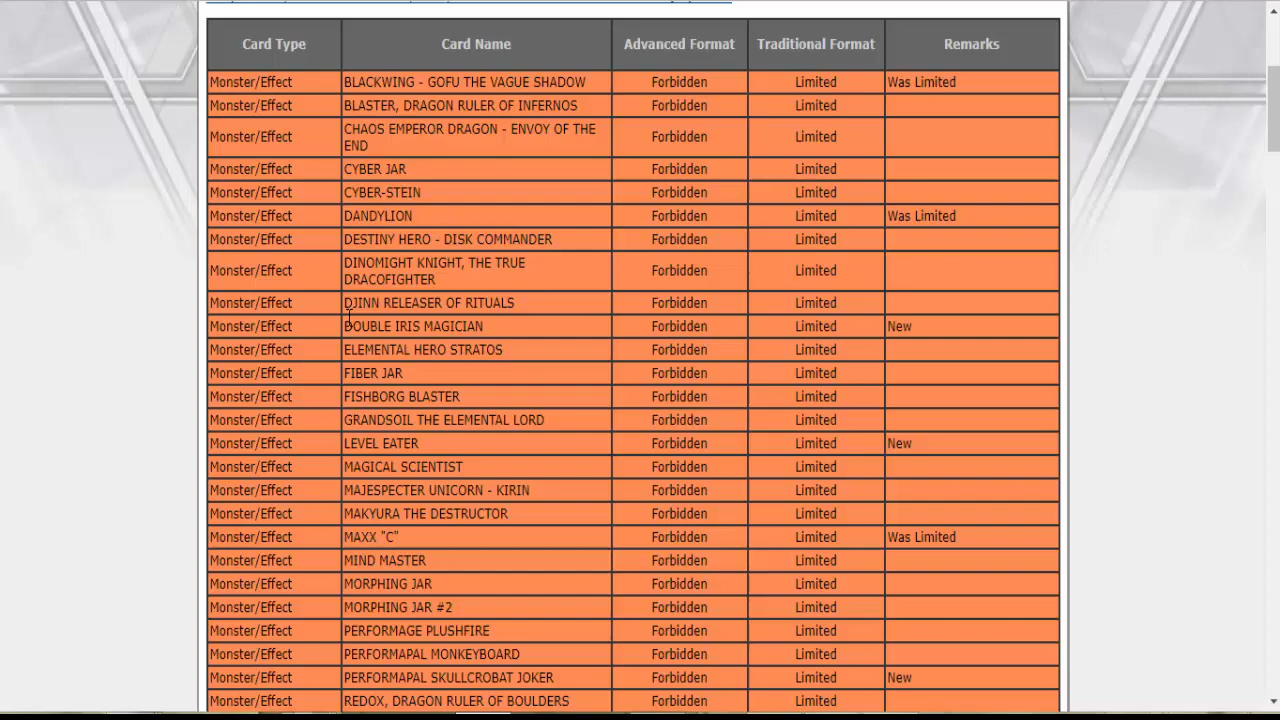 Card Type Card Name Advanced Format Traditional Format Remarks
Monster/Effect BLACKWING - GOFU THE VAGUE SHADOW Forbidden Limited Was Limited
Monster/Effect BLASTER, DRAGON RULER OF INFERNOS Forbidden Limited
Monster/Effect CHAOS EMPEROR DRAGON - ENVOY OF THE
END Forbidden Limited
Monster/Effect CYBER JAR Forbidden Limited
Monster/Effect CYBER-STEIN Forbidden Limited
Monster/Effect DANDYLION Forbidden Limited Was Limited
Monster/Effect DESTINY HERO - DISK COMMANDER Forbidden Limited
Monster/Effect DINOMIGHT KNIGHT, THE TRUE
DRACOFIGHTER Forbidden Limited
Monster/Effect DJINN RELEASER OF RITUALS Forbidden Limited
Monster/Effect DOUBLE IRIS MAGICIAN Forbidden Limited New
Monster/Effect ELEMENTAL HERO STRATOS Forbidden Limited
Monster/Effect FIBER JAR Forbidden Limited
Monster/Effect FISHBORG BLASTER Forbidden Limited
Monster/Effect GRANDSOIL THE ELEMENTAL LORD Forbidden Limited
Monster/Effect LEVEL EATER Forbidden Limited New
Monster/Effect MAGICAL SCIENTIST Forbidden Limited
Monster/Effect MAJESPECTER UNICORN - KIRIN Forbidden Limited
Monster/Effect MAKYURA THE DESTRUCTOR Forbidden Limited
Monster/Effect MAXX "C" Forbidden Limited Was Limited
Monster/Effect MIND MASTER Forbidden Limited
Monster/Effect MORPHING JAR Forbidden Limited
Monster/Effect MORPHING JAR #2 Forbidden Limited
Monster/Effect PERFORMAGE PLUSHFIRE Forbidden Limited
Monster/Effect PERFORMAPAL MONKEYBOARD Forbidden Limited
Monster/Effect PERFORMAPAL SKULLCROBAT JOKER Forbidden Limited New
Monster/Effect REDOX, DRAGON RULER OF BOULDERS Forbidden Limited